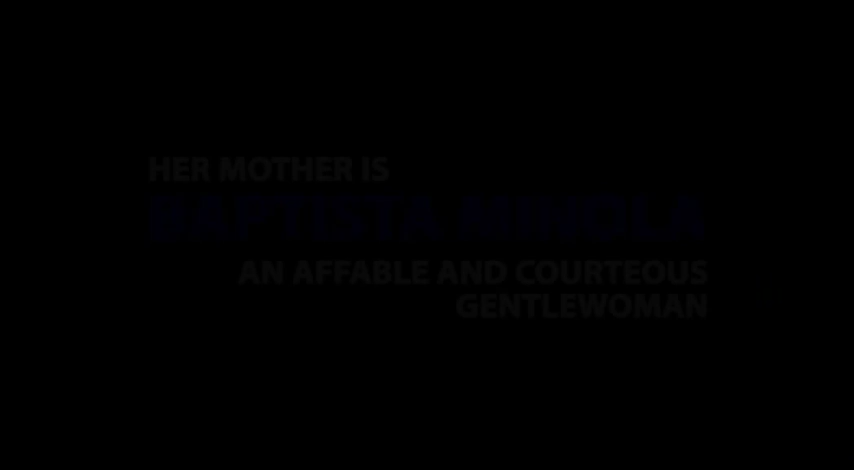 HER MOTHER IS
BAPTISTA MINOLA
AN AFFABLE AND COURTEOUS
GENTLEWOMAN